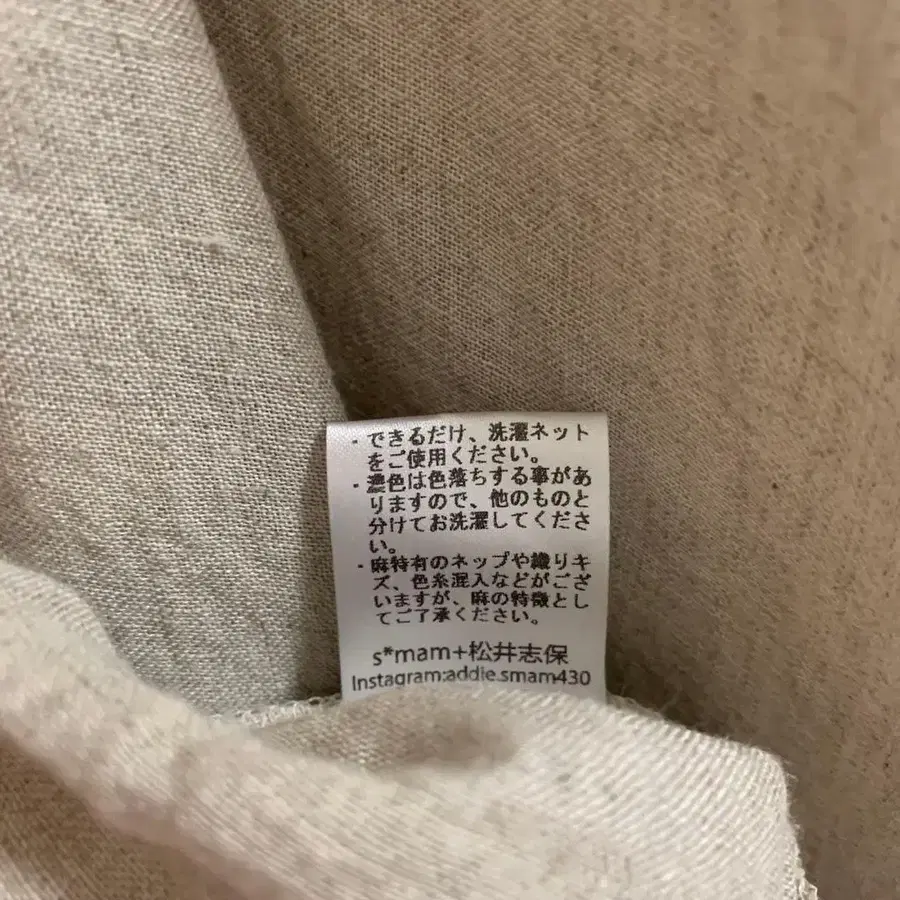 ・できるだけ、洗濯ネット
をご使用ください。
・濃色は色落ちする事があ
りますので、他のものと
分けてお洗濯してくださ
い。
・麻特有のネップや織りキ
ズ、色糸混入などがござ
いますが、麻の特徴とし
てご了承ください。
s*mam+松井志保
Instagram:addie.smam430